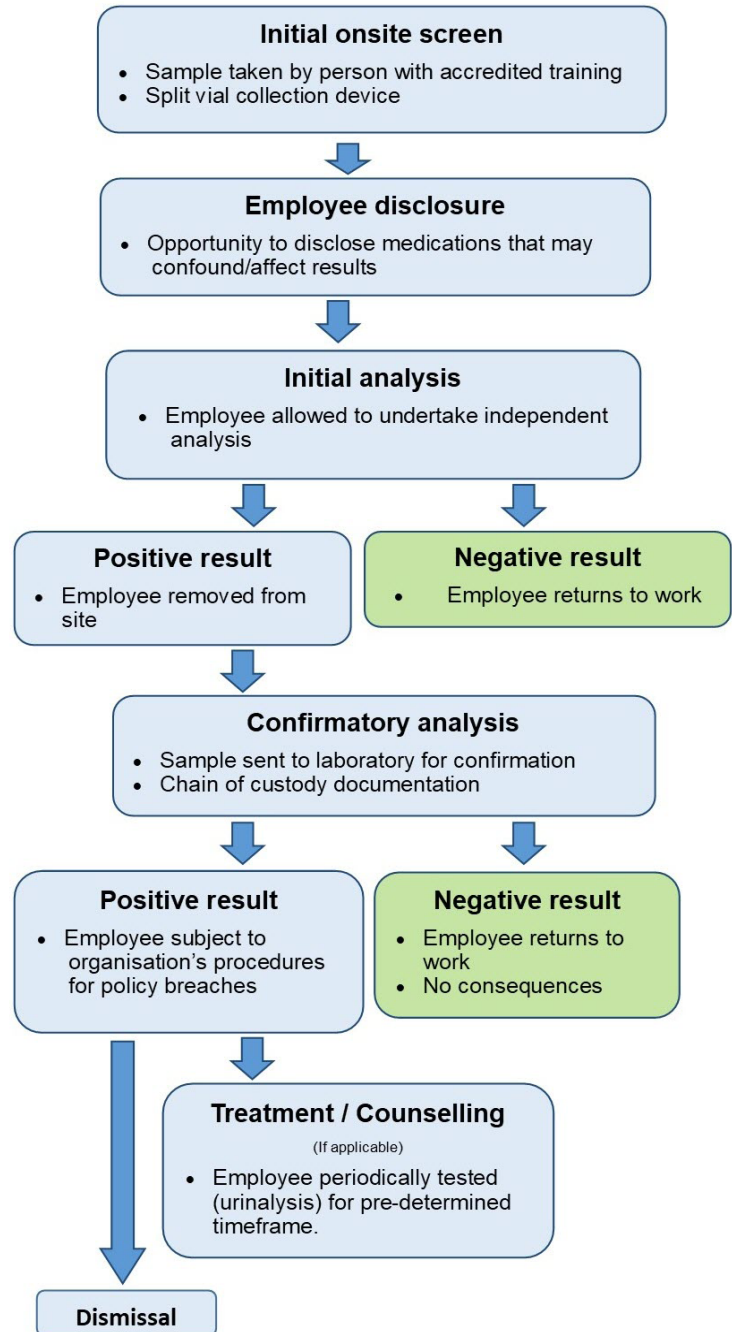 Initial onsite screen
• Sample taken by person with accredited training
• Split vial collection device
Employee disclosure
• Opportunity to disclose medications that may
confound/affect results
Initial analysis
• Employee allowed to undertake independent
analysis
Positive result
• Employee removed from
site
Negative result
• Employee returns to work
Confirmatory analysis
• Sample sent to laboratory for confirmation
• Chain of custody documentation
Positive result
• Employee subject to
organisation’s procedures
for policy breaches
Negative result
• Employee returns to
work
• No consequences
Treatment / Counselling
(If applicable)
• Employee periodically tested
(urinalysis) for pre-determined
timeframe.
Dismissal